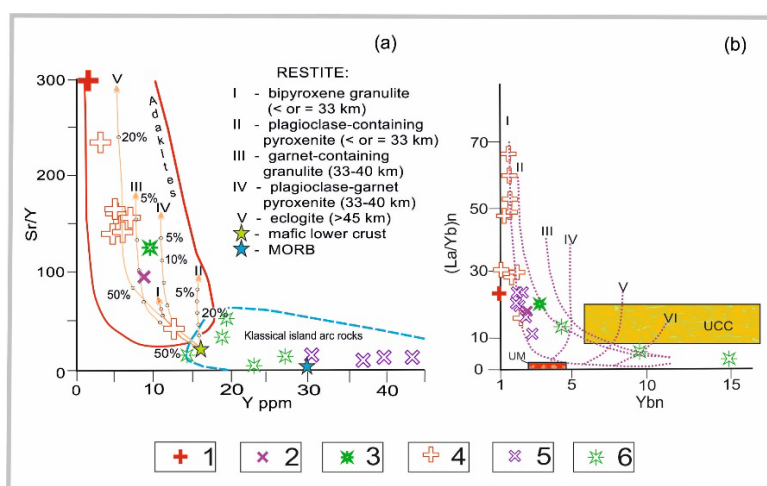 (a)
(b)
300
200
100
0
Sr/Y
0
10
20
30
40
Y ppm
V
20%
III
5%
IV
5%
10%
50%
I
II
5%
20%
50%
Adakites
Klassical island arc rocks
RESTITE:
I - bipyroxene granulite
(< or = 33 km)
II - plagioclase-containing
pyroxenite (< or = 33 km)
III - garnet-containing
granulite (33-40 km)
IV - plagioclase-garnet
pyroxenite (33-40 km)
V - eclogite (>45 km)
- mafic lower crust
- MORB
(La/Yb)n
70
50
30
10
0
1
5
10
15
Ybn
I
II
III
IV
V
VI
UCC
UM
1
2
3
4
5
6